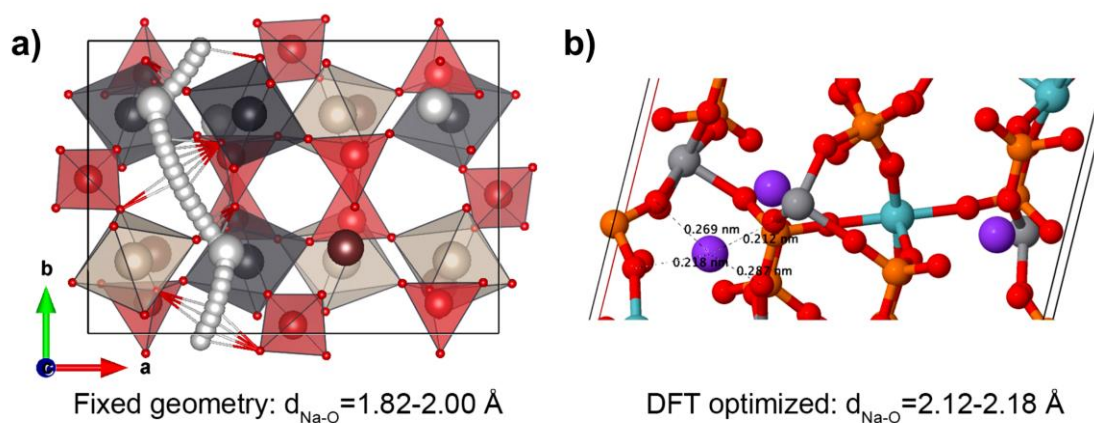 a)
b)
0.269 nm
0.212 nm
0.218 nm
0.287 nm
b
c
a
Fixed geometry: dNa-O=1.82-2.00 Å
DFT optimized: dNa-O=2.12-2.18 Å